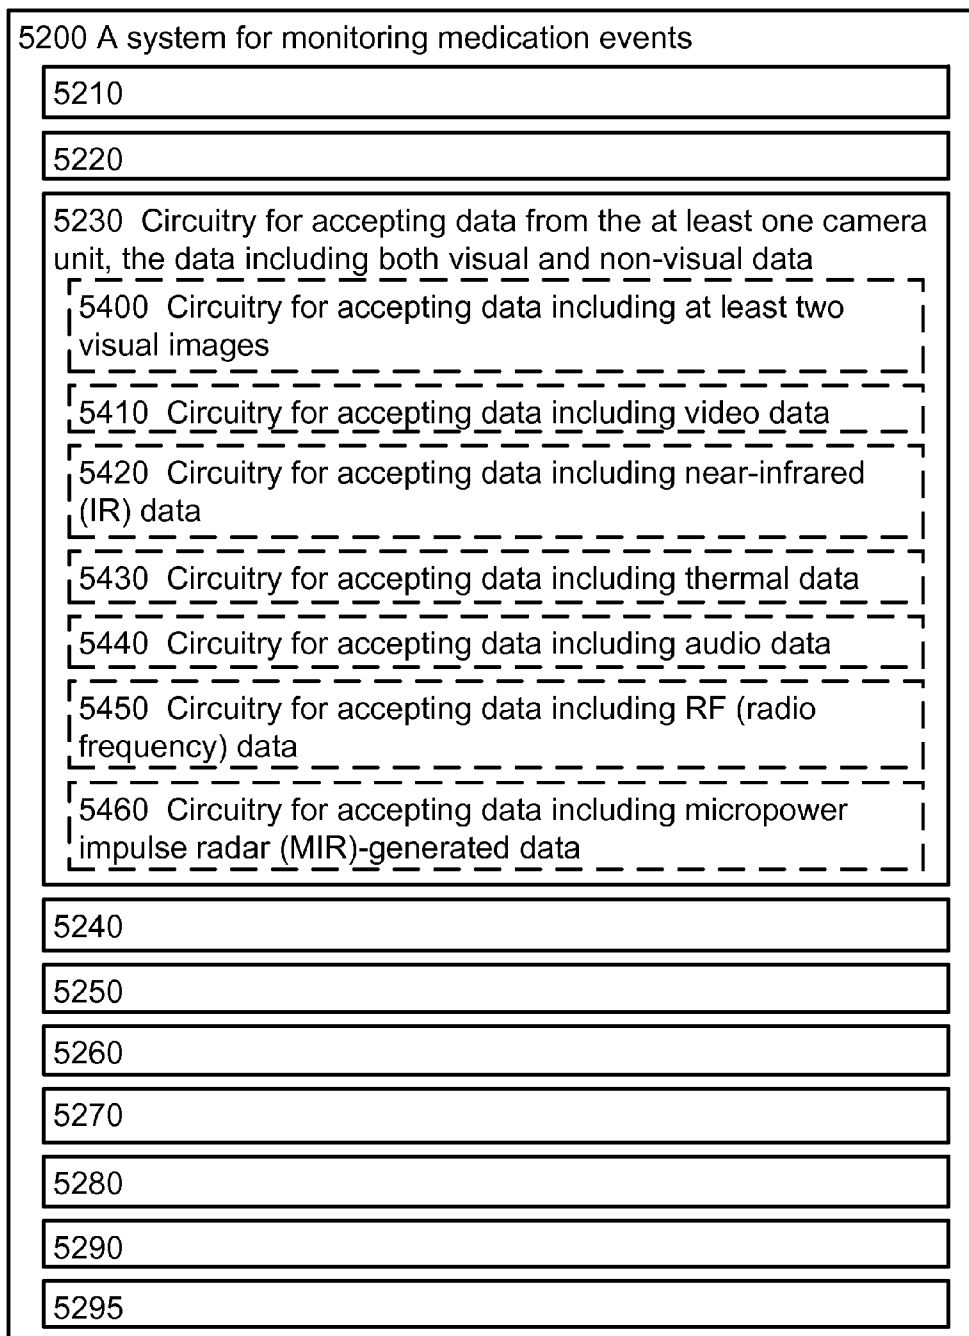 5200 A system for monitoring medication events
5210
5220
5230 Circuitry for accepting data from the at least one camera
unit, the data including both visual and non-visual data
5400 Circuitry for accepting data including at least two
visual images
5410 Circuitry for accepting data including video data
5420 Circuitry for accepting data including near-infrared
(IR) data
5430 Circuitry for accepting data including thermal data
5440 Circuitry for accepting data including audio data
5450 Circuitry for accepting data including RF (radio
frequency) data
5460 Circuitry for accepting data including micropower
impulse radar (MIR)-generated data
5240
5250
5260
5270
5280
5290
5295